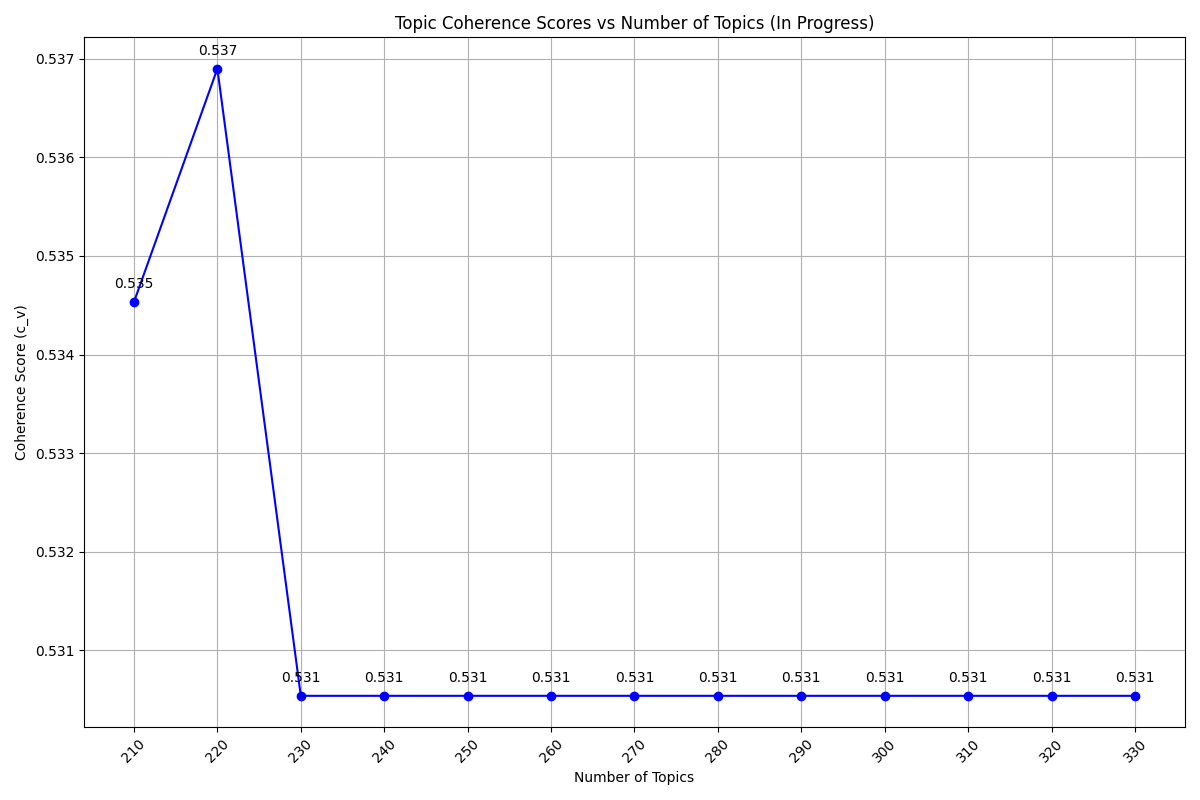 Topic Coherence Scores vs Number of Topics (In Progress)
0.537
0.537
0.536
0.535
0.535
0.534
0.533
0.532
0.531
0.531 0.531 0.531 0.531 0.531 0.531 0.531 0.531 0.531 0.531 0.531
210 220 230 240 250 260 270 280 290 300 310 320 330
Number of Topics
Coherence Score (c_v)